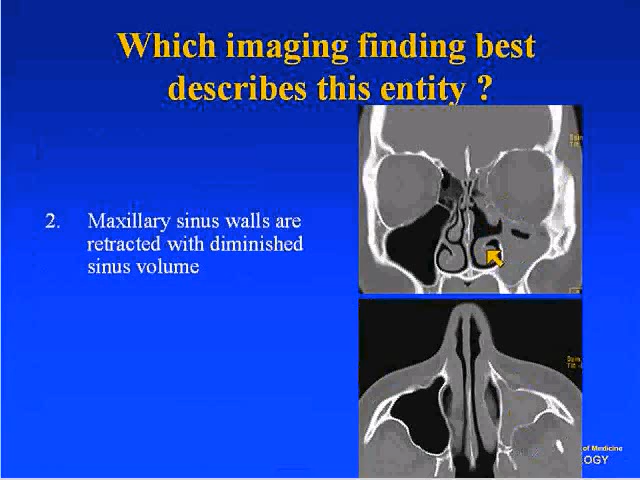 Which imaging finding best
describes this entity ?
2. Maxillary sinus walls are
retracted with diminished
sinus volume
of Medicine
OGY